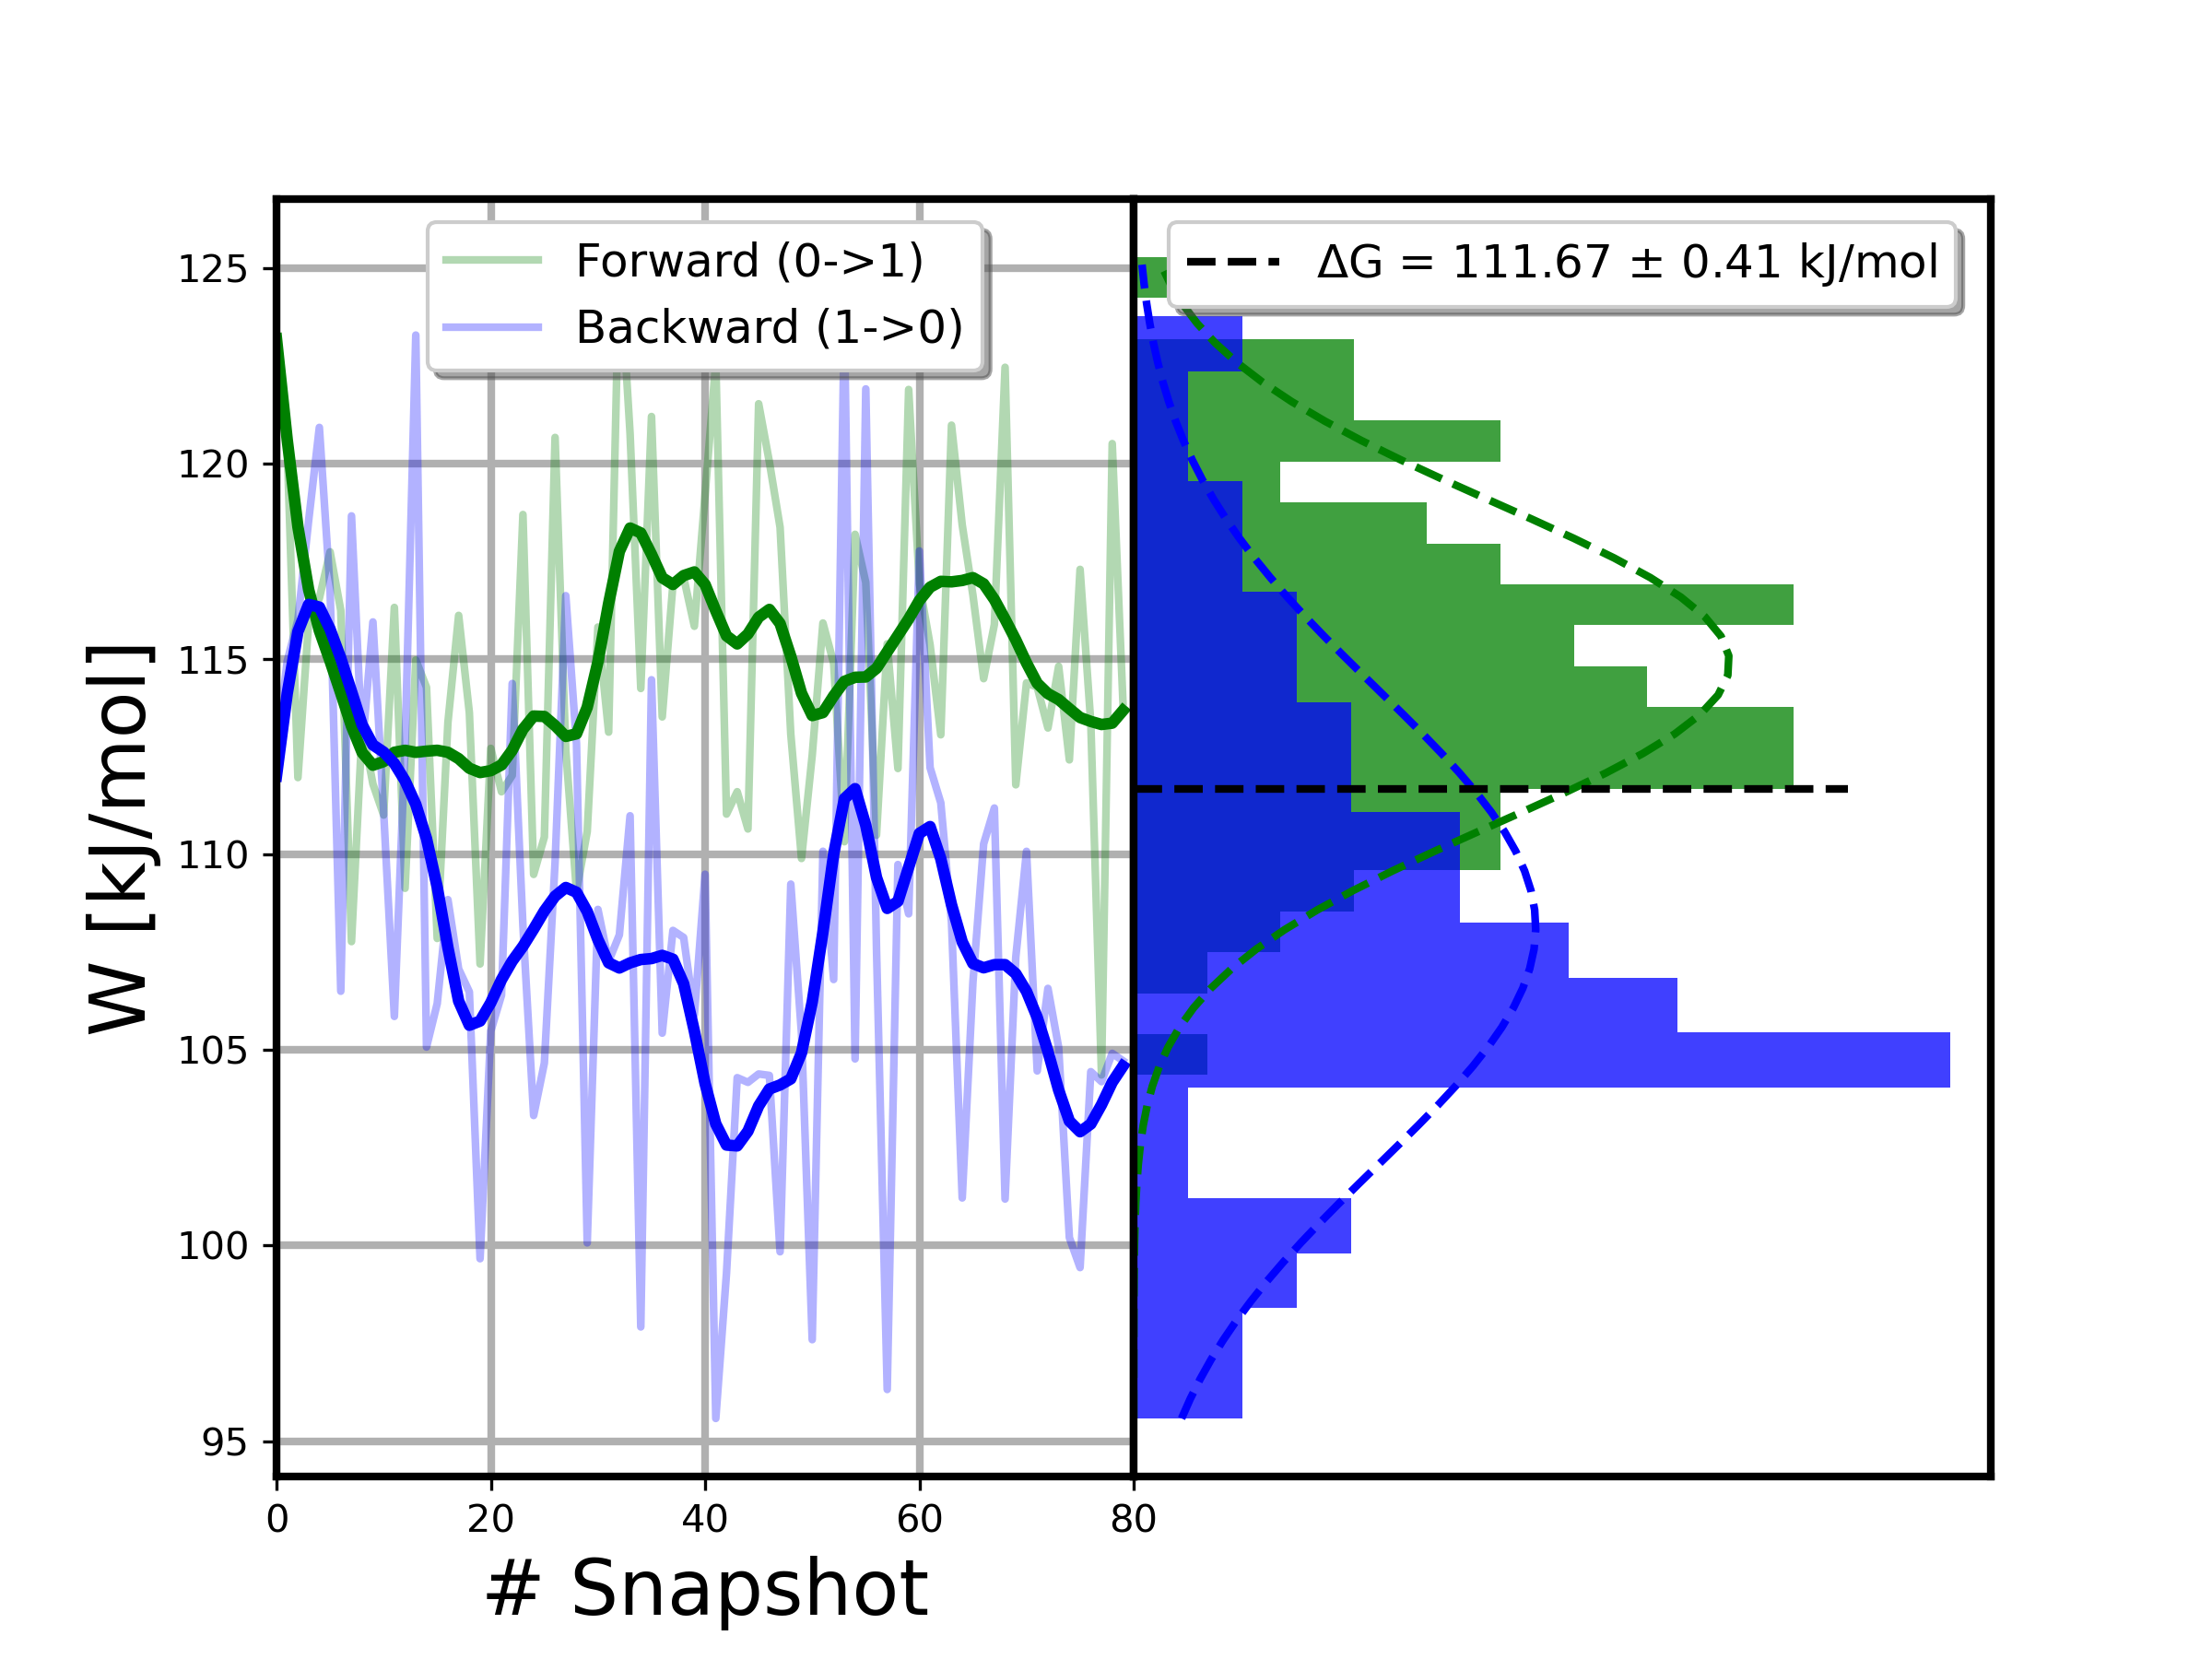 Forward (0->1)
Backward (1->0)
ΔG = 111.67 ± 0.41 kJ/mol
125
120
115
110
105
100
95
W [kJ/mol]
0
20
40
60
80
# Snapshot